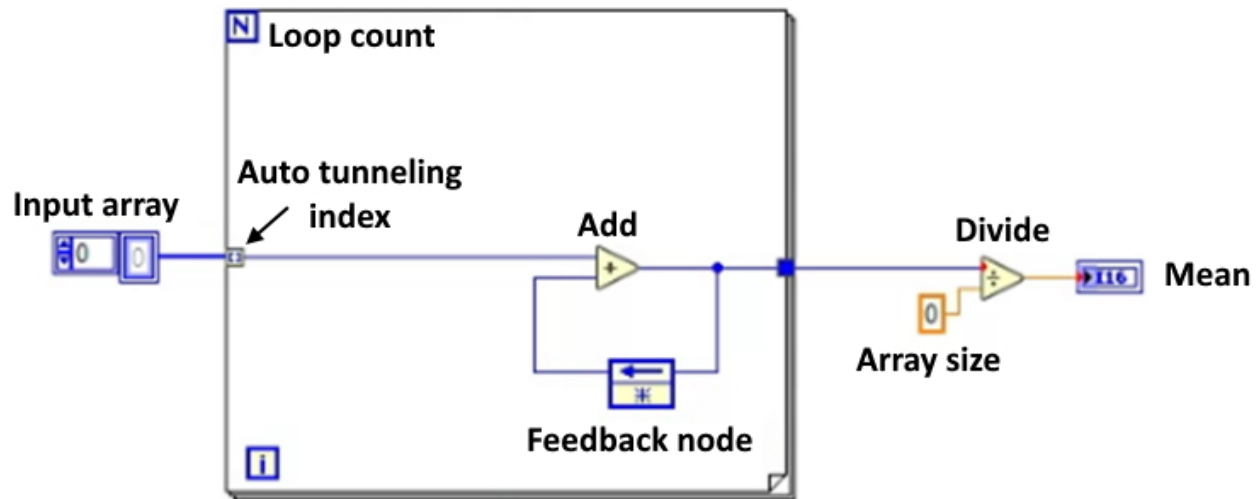 N
Loop count
Auto tunneling
index
Input array
0
0
Add
+
Divide
÷
I16
Mean
0
Array size
Feedback node
i